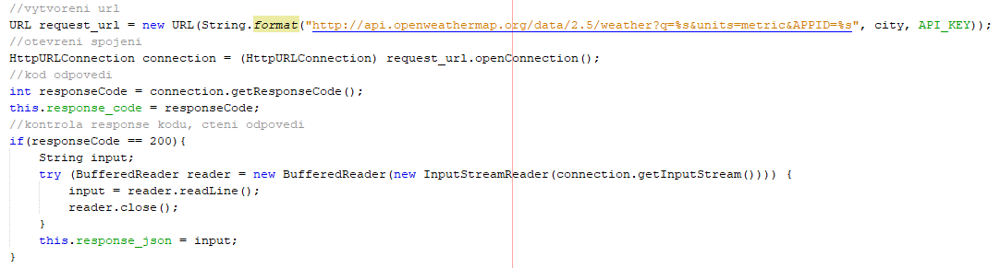 //vytvoreni url
URL request_url = new URL(String.format("http://api.openweathermap.org/data/2.5/weather?q=%s&units=metric&APPID=%s", city, API_KEY));
//otevreni spojeni
HttpURLConnection connection = (HttpURLConnection) request_url.openConnection();
//kod odpovedi
int responseCode = connection.getResponseCode();
this.response_code = responseCode;
//kontrola response kodu, cteni odpovedi
if(responseCode == 200){
    String input;
    try (BufferedReader reader = new BufferedReader(new InputStreamReader(connection.getInputStream()))) {
        input = reader.readLine();
        reader.close();
    }
    this.response_json = input;
}